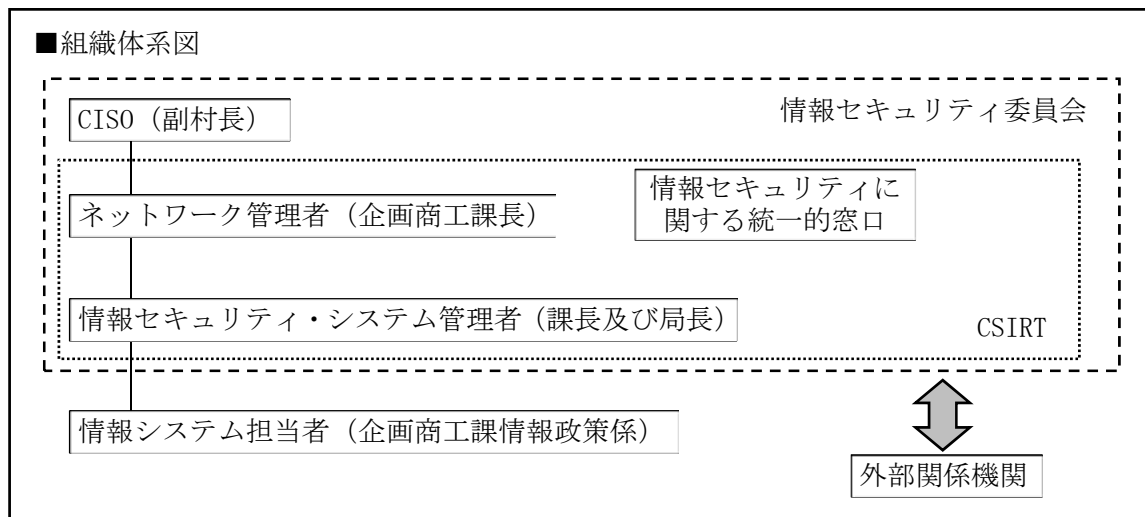 ■組織体系図
CISO（副村長）
情報セキュリティ委員会
ネットワーク管理者（企画商工課長）
情報セキュリティに
関する統一的窓口
情報セキュリティ・システム管理者（課長及び局長）
CSIRT
情報システム担当者（企画商工課情報政策係）
外部関係機関